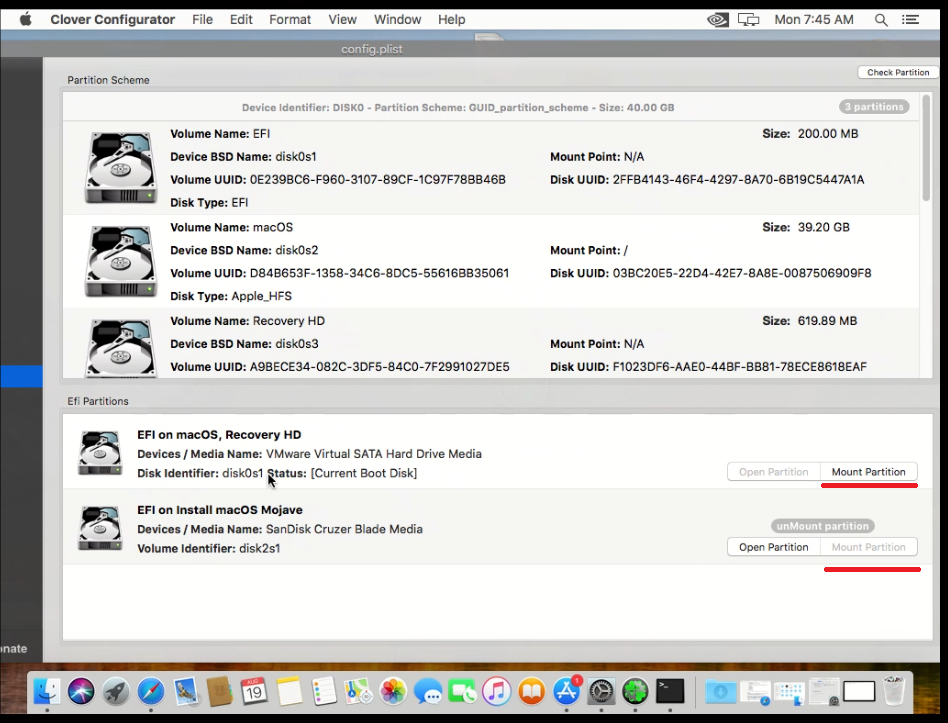 Clover Configurator File Edit Format View Window Help Mon 7:45 AM
config.plist
Partition Scheme
Check Partition
Device Identifier: DISK0 - Partition Scheme: GUID_partition_scheme - Size: 40.00 GB
3 partitions
Volume Name: EFI Size: 200.00 MB
Device BSD Name: disk0s1 Mount Point: N/A
Volume UUID: 0E239BC6-F960-3107-89CF-1C97F78BB46B Disk UUID: 2FFB4143-46F4-4297-8A70-6B19C5447A1A
Disk Type: EFI
Volume Name: macOS Size: 39.20 GB
Device BSD Name: disk0s2 Mount Point: /
Volume UUID: D84B653F-1358-34C6-8DC5-55616BB35061 Disk UUID: 03BC20E5-22D4-42E7-8A8E-0087506909F8
Disk Type: Apple_HFS
Volume Name: Recovery HD Size: 619.89 MB
Device BSD Name: disk0s3 Mount Point: N/A
Volume UUID: A9BECE34-082C-3DF5-84C0-7F2991027DE5 Disk UUID: F1023DF6-AAE0-44BF-BB81-78ECE8618EAF
Efi Partitions
EFI on macOS, Recovery HD
Devices / Media Name: VMware Virtual SATA Hard Drive Media
Disk Identifier: disk0s1 Status: [Current Boot Disk]
Open Partition Mount Partition
EFI on Install macOS Mojave
unMount partition
Devices / Media Name: SanDisk Cruzer Blade Media
Volume Identifier: disk2s1
Open Partition Mount Partition
onate
AUG
19
1